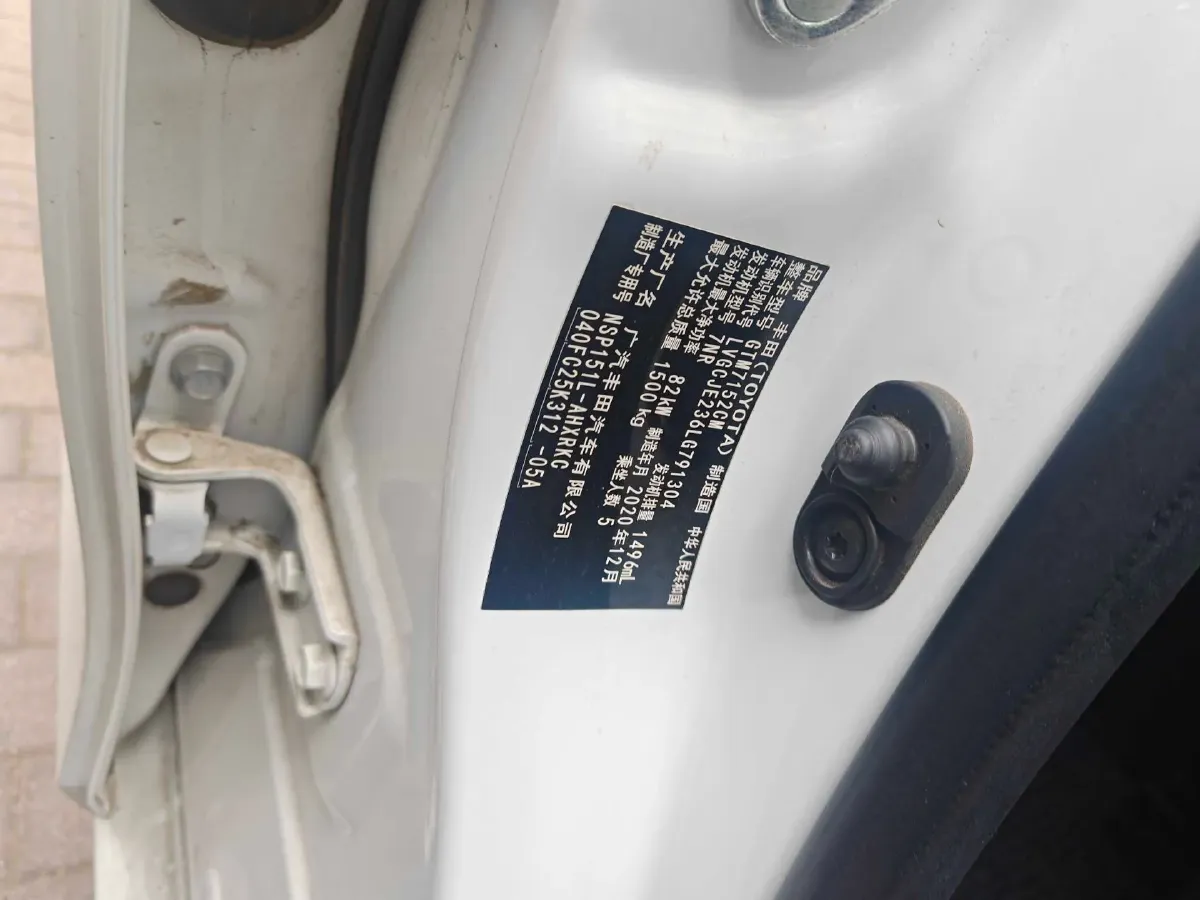 品牌 丰田(TOYOTA) 制造国 中华人民共和国
整车型号 GTM7152GM
车辆识别代号 LVGCJE236LG791304
发动机型号 7NR 发动机排量 1496mL
发动机最大净功率 82kW 制造年月 2020年12月
最大允许总质量 1500kg 乘坐人数 5
生产厂名 广汽丰田汽车有限公司
制造厂专用号 NSP151L-AHXRKG
040FC25K312 -05A